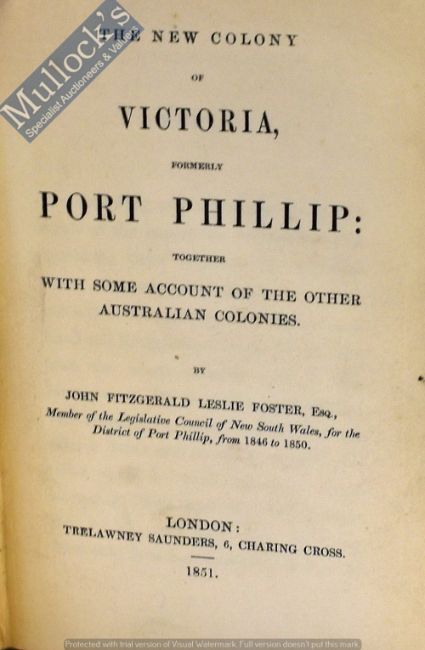 THE NEW COLONY
OF
VICTORIA,
FORMERLY
PORT PHILLIP:
TOGETHER
WITH SOME ACCOUNT OF THE OTHER
AUSTRALIAN COLONIES.
BY
JOHN FITZGERALD LESLIE FOSTER, Esq.,
Member of the Legislative Council of New South Wales, for the
District of Port Phillip, from 1846 to 1850.
LONDON:
TRELAWNEY SAUNDERS, 6, CHARING CROSS.
1851.
Mullock's
Specialist Auctioneers & Valuers
Protected with trial version of Visual Watermark. Full version doesn't put this mark.